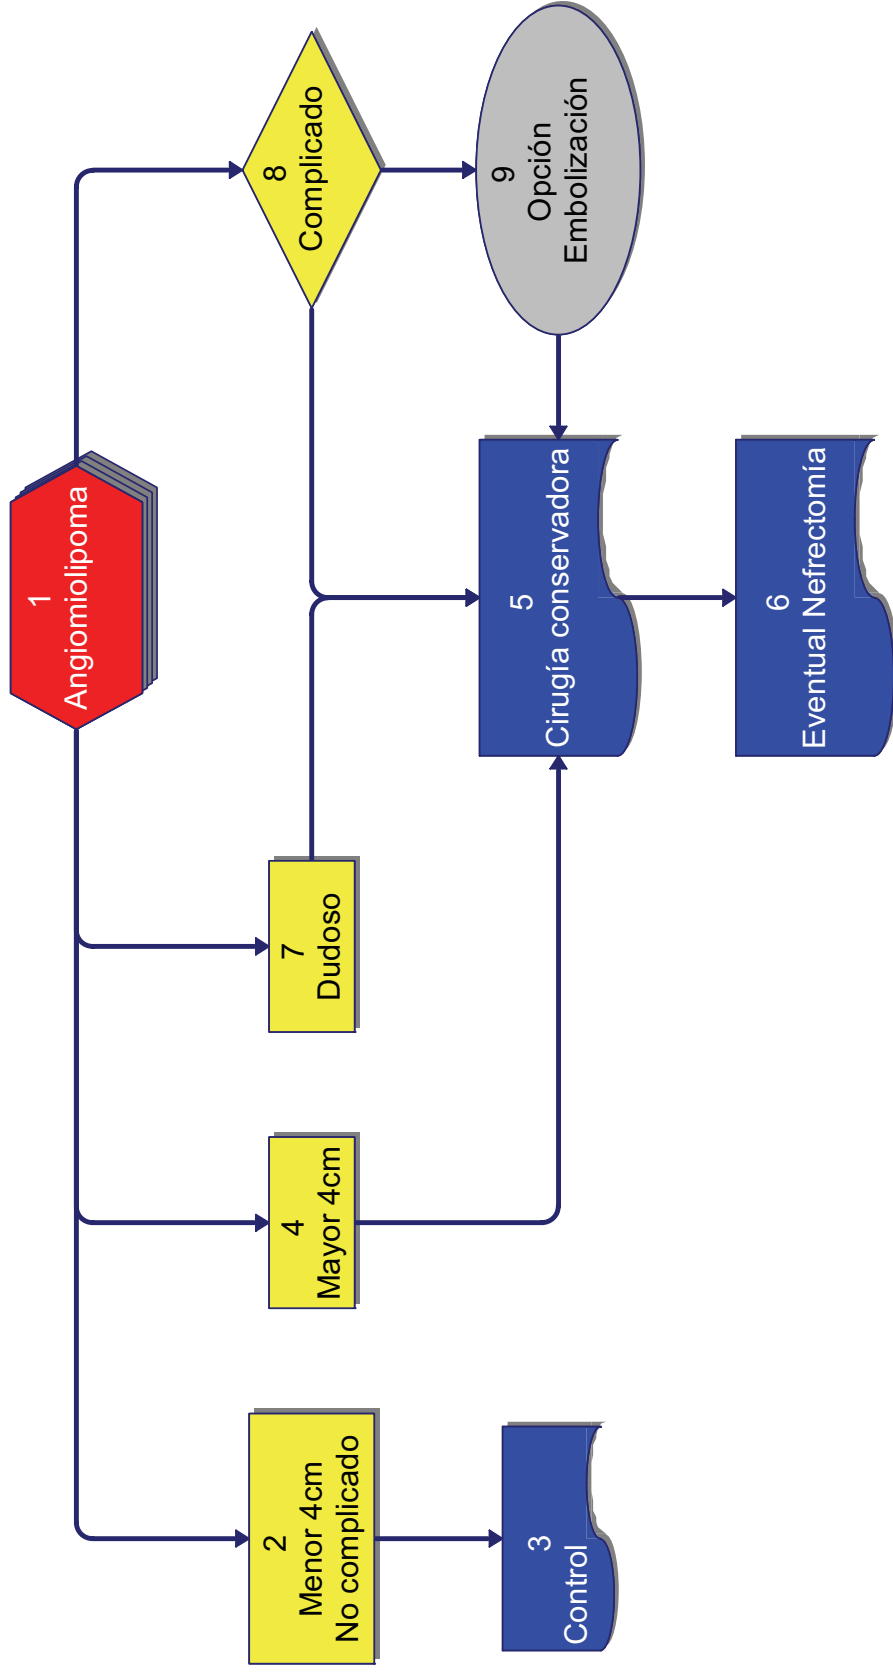 1
Angiomiolipoma
2
Menor 4cm
No complicado
3
Control
4
Mayor 4cm
5
Cirugía conservadora
6
Eventual Nefrectomía
7
Dudoso
8
Complicado
9
Opción
Embolización